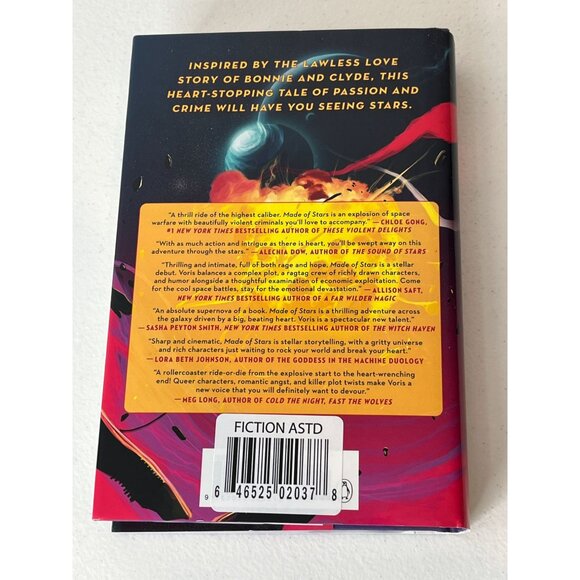 INSPIRED BY THE LAWLESS LOVE
STORY OF BONNIE AND CLYDE, THIS
HEART-STOPPING TALE OF PASSION AND
CRIME WILL HAVE YOU SEEING STARS.
"A thrill ride of the highest caliber. Made of Stars is an explosion of space
warfare with beautifully violent criminals you'll love to accompany." — CHLOE GONG,
#1 NEW YORK TIMES BESTSELLING AUTHOR OF THESE VIOLENT DELIGHTS
"With as much action and intrigue as there is heart, you'll be swept away on this
adventure through the stars." — ALECHIA DOW, AUTHOR OF THE SOUND OF STARS
"Thrilling and intimate, full of both rage and hope, Made of Stars is a stellar
debut. Voris balances a complex plot, a ragtag crew of richly drawn characters,
and humor alongside a thoughtful examination of economic exploitation. Come
for the cool space battles, stay for the emotional devastation." — ALLISON SAFT,
NEW YORK TIMES BESTSELLING AUTHOR OF A FAR WILDER MAGIC
"An absolute supernova of a book. Made of Stars is a thrilling adventure across
the galaxy driven by a big, beating heart. Voris is a spectacular new talent."
— SASHA PEYTON SMITH, NEW YORK TIMES BESTSELLING AUTHOR OF THE WITCH HAVEN
"Sharp and cinematic, Made of Stars is stellar storytelling, with a gritty universe
and rich characters just waiting to rock your world and break your heart."
— LORA BETH JOHNSON, AUTHOR OF THE GODDESS IN THE MACHINE DUOLOGY
"A rollercoaster ride-or-die from the explosive start to the heart-wrenching
end! Queer characters, romantic angst, and killer plot twists make Voris a
new voice that you will definitely want to devour."
— MEG LONG, AUTHOR OF COLD THE NIGHT, FAST THE WOLVES
FICTION ASTD
6 46525 02037 8
9